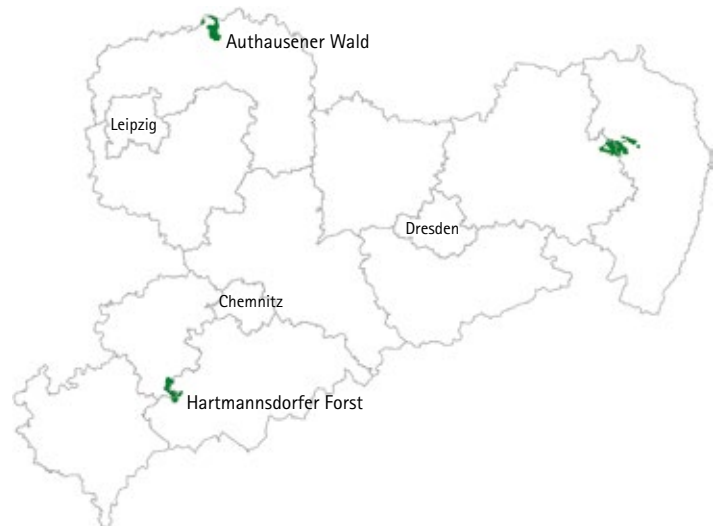 Authausener Wald
Leipzig
Dresden
Chemnitz
Hartmannsdorfer Forst